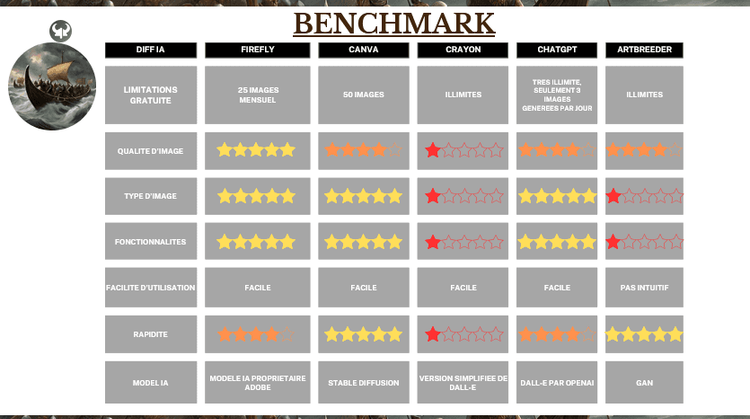 BENCHMARK
DIFF IA FIREFLY CANVA CRAYON CHATGPT ARTBREEDER
LIMITATIONS
GRATUITE
25 IMAGES
MENSUEL
50 IMAGES
ILLIMITES
TRES ILLIMITE,
SEULEMENT 3
IMAGES
GENEREES PAR JOUR
ILLIMITES
QUALITE D'IMAGE
TYPE D'IMAGE
FONCTIONNALITES
FACILITE D'UTILISATION FACILE FACILE FACILE FACILE PAS INTUITIF
RAPIDITE
MODEL IA
MODELE IA PROPRIETAIRE
ADOBE
STABLE DIFFUSION
VERSION SIMPLIFIEE DE
DALL-E
DALL-E PAR OPENAI
GAN